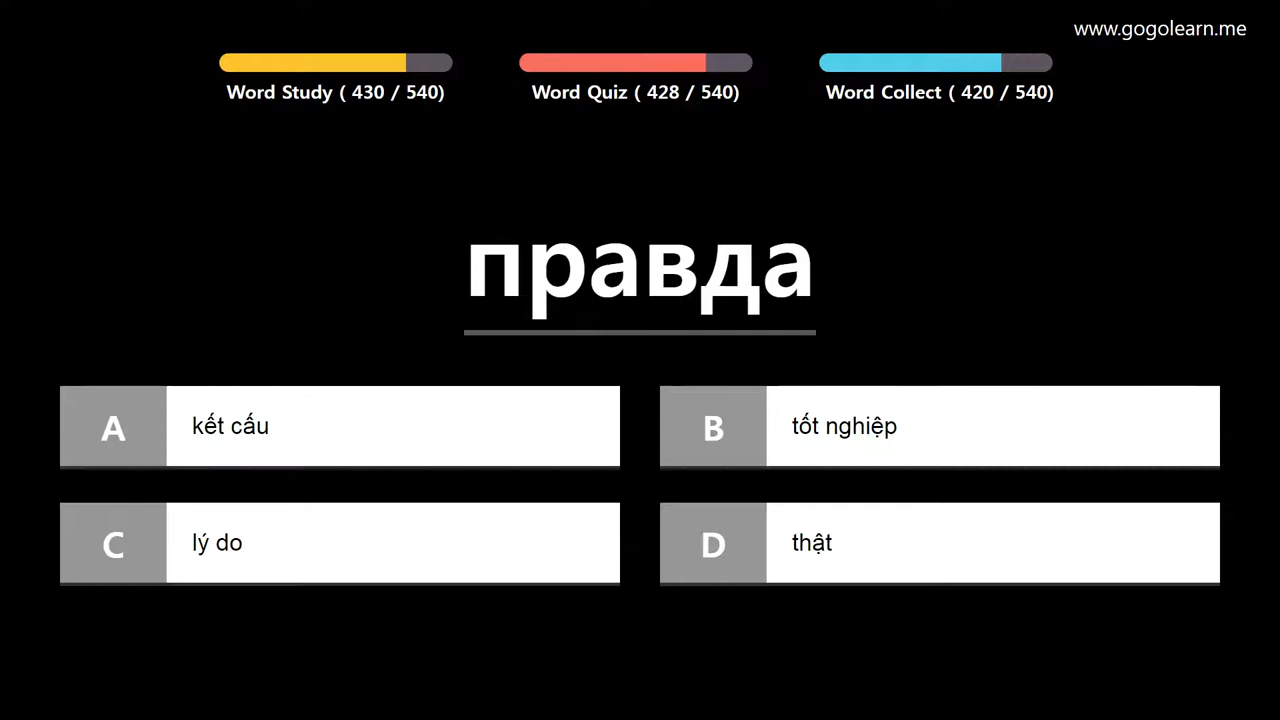 www.gogolearn.me
Word Study ( 430 / 540)
Word Quiz ( 428 / 540)
Word Collect ( 420 / 540)
правда
A kết cấu
B tốt nghiệp
C lý do
D thật